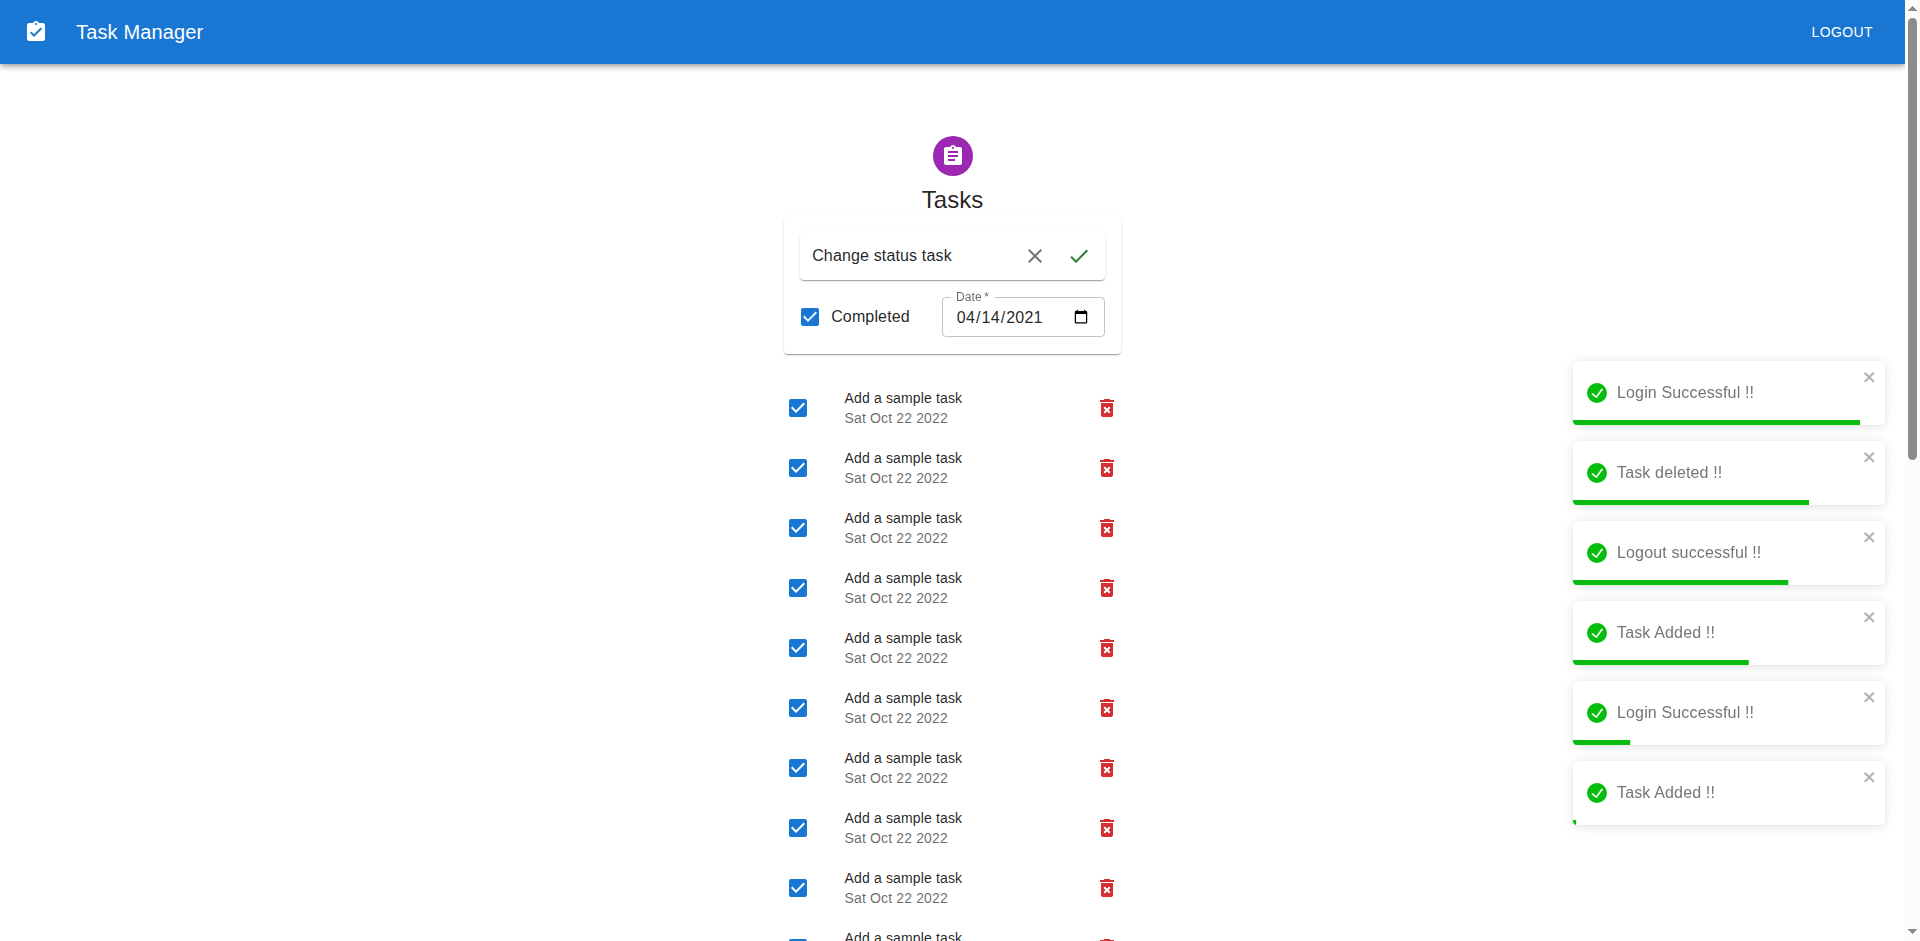 Task Manager
LOGOUT
Tasks
Change status task
Completed
Date *
04/14/2021
Add a sample task
Sat Oct 22 2022
Add a sample task
Sat Oct 22 2022
Add a sample task
Sat Oct 22 2022
Add a sample task
Sat Oct 22 2022
Add a sample task
Sat Oct 22 2022
Add a sample task
Sat Oct 22 2022
Add a sample task
Sat Oct 22 2022
Add a sample task
Sat Oct 22 2022
Add a sample task
Sat Oct 22 2022
Add a sample task
Login Successful !!
Task deleted !!
Logout successful !!
Task Added !!
Login Successful !!
Task Added !!